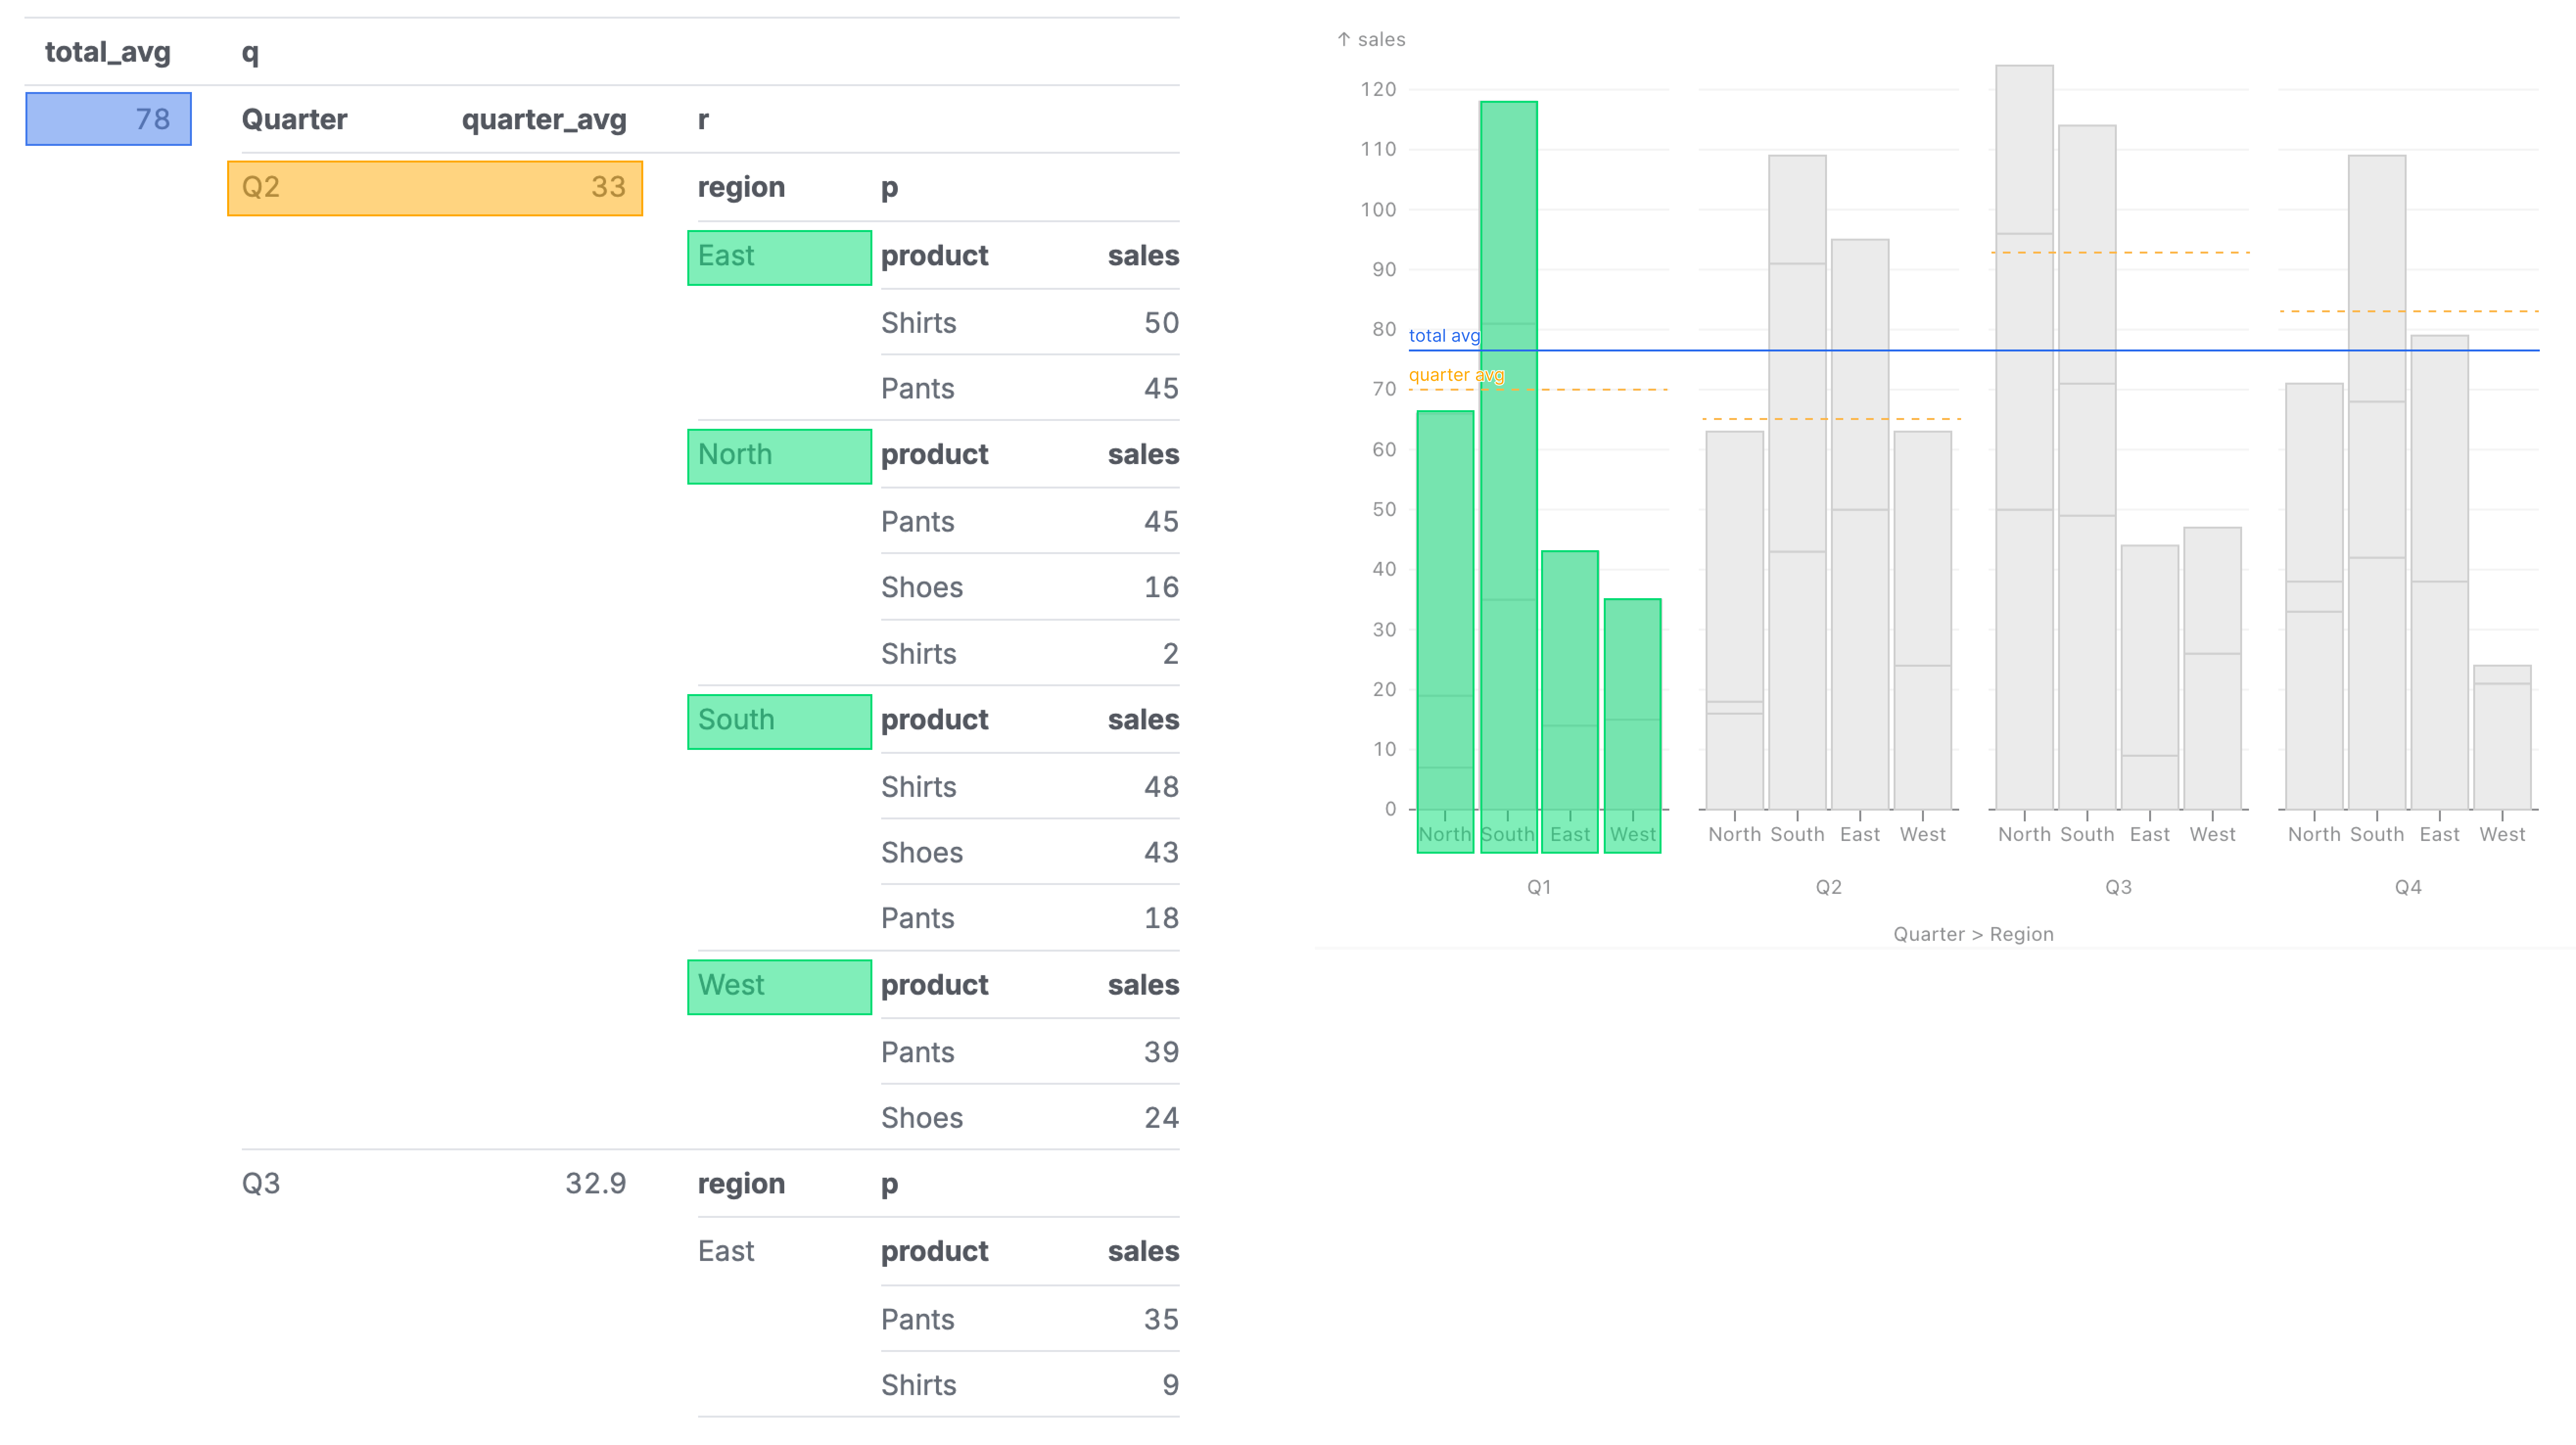 total_avg q
78 Quarter quarter_avg r
Q2 33 region p
East product sales
Shirts 50
Pants 45
North product sales
Pants 45
Shoes 16
Shirts 2
South product sales
Shirts 48
Shoes 43
Pants 18
West product sales
Pants 39
Shoes 24
Q3 32.9 region p
East product sales
Pants 35
Shirts 9
↑ sales
120
110
100
90
80
total avg
quarter avg
70
60
50
40
30
20
10
0
North South East West North South East West North South East West North South East West
Q1 Q2 Q3 Q4
Quarter > Region